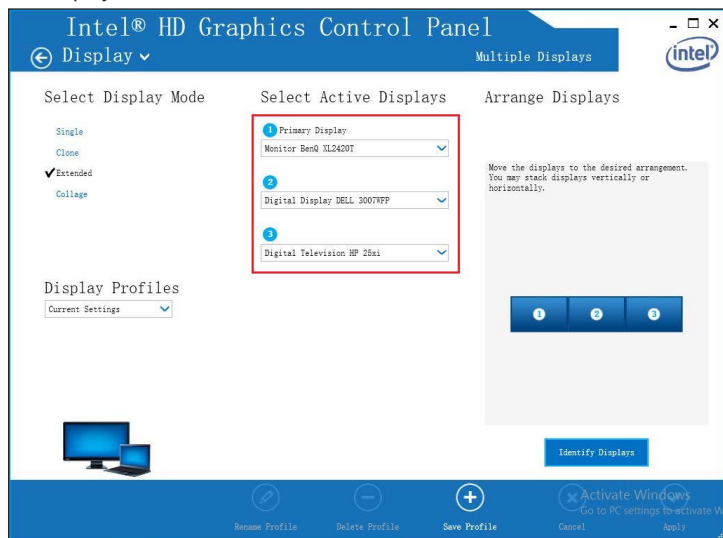 Intel® HD Graphics Control Panel
Display
Multiple Displays
intel
Select Display Mode
Single
Clone
Extended
Collage
Display Profiles
Current Settings
Select Active Displays
1 Primary Display
Monitor BenQ XL2420T
2
Digital Display DELL 3007WFP
3
Digital Television HP 25xi
Arrange Displays
Move the displays to the desired arrangement.
You may stack displays vertically or
horizontally.
1 2 3
Identify Displays
Rename Profile
Delete Profile
Save Profile
Cancel
Apply
Activate Windows
Go to PC settings to activate W